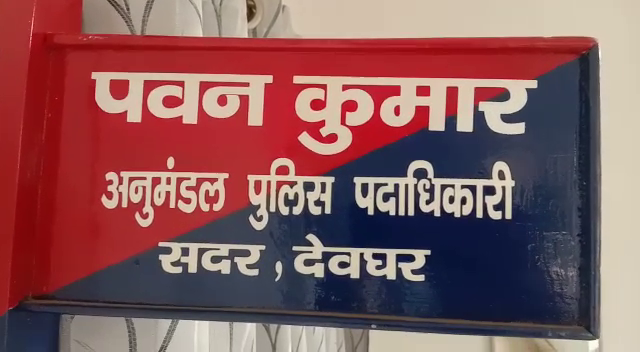 पवन कुमार
अनुमंडल पुलिस पदाधिकारी
सदर, देवघर